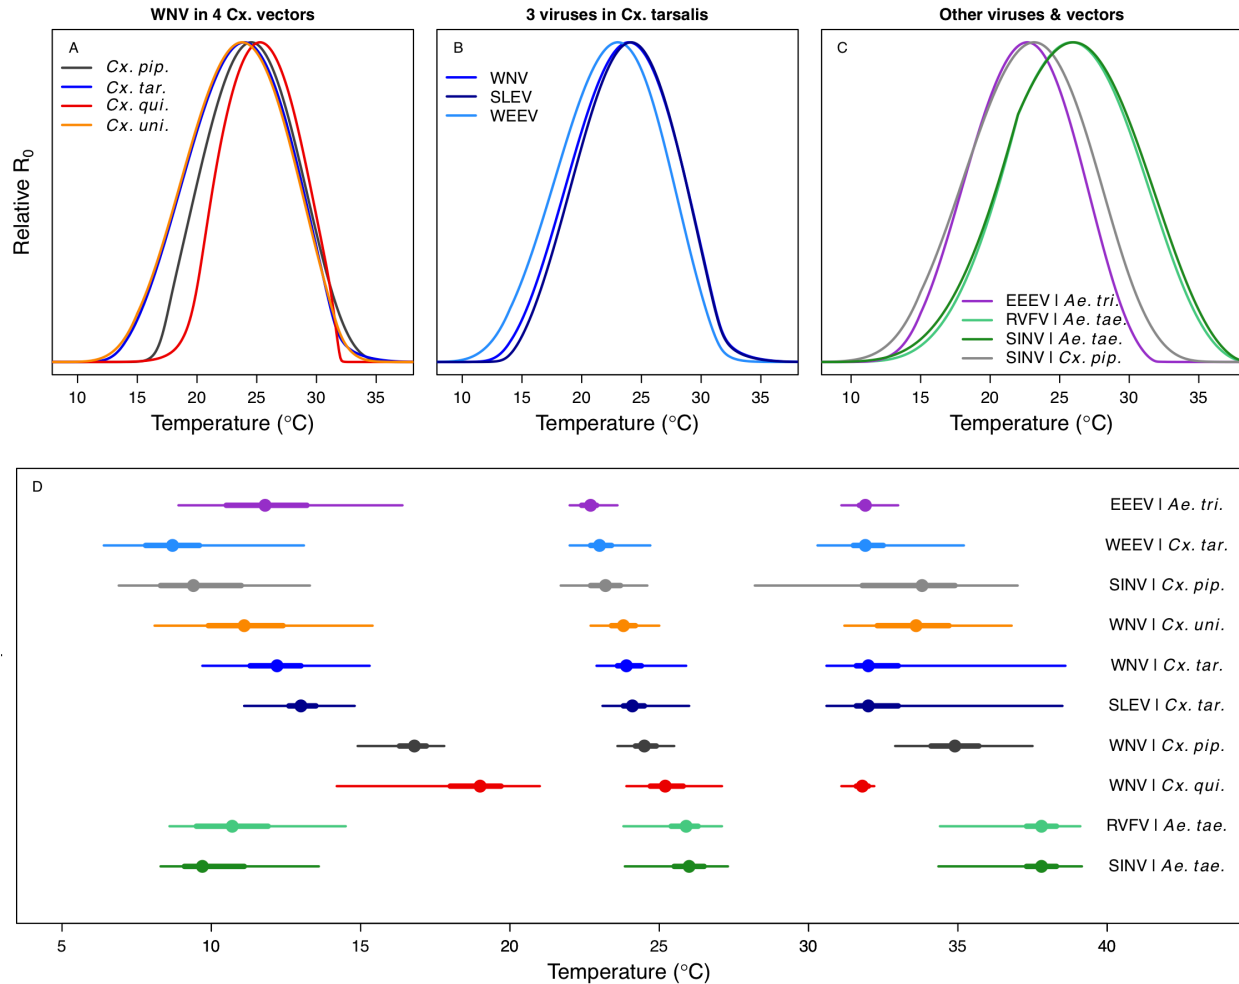 WNV in 4 Cx. vectors
3 viruses in Cx. tarsalis
Other viruses & vectors
Relative R0
A
Cx. pip.
Cx. tar.
Cx. qui.
Cx. uni.
10 15 20 25 30 35
Temperature (°C)
B
WNV
SLEV
WEEV
10 15 20 25 30 35
Temperature (°C)
C
EEEV | Ae. tri.
RVFV | Ae. tae.
SINV | Ae. tae.
SINV | Cx. pip.
10 15 20 25 30 35
Temperature (°C)
D
EEEV | Ae. tri.
WEEV | Cx. tar.
SINV | Cx. pip.
WNV | Cx. uni.
WNV | Cx. tar.
SLEV | Cx. tar.
WNV | Cx. pip.
WNV | Cx. qui.
RVFV | Ae. tae.
SINV | Ae. tae.
5 10 15 20 25 30 35 40
Temperature (°C)